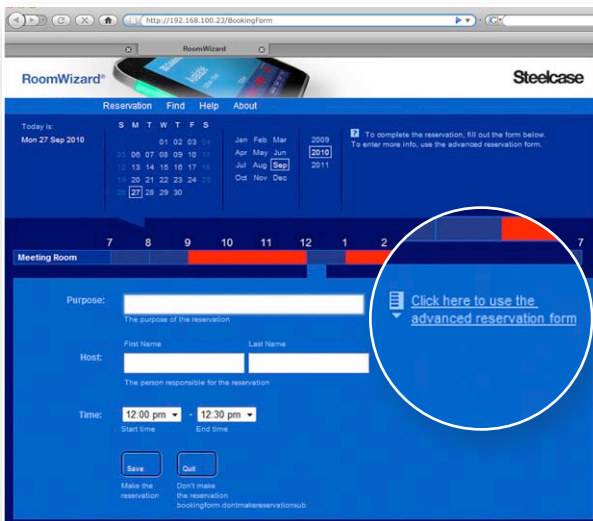 http://192.168.100.23/BookingForm
RoomWizard
RoomWizard®
Steelcase
Reservation Find Help About
Today is:
Mon 27 Sep 2010
S M T W T F S
01 02 03 04
05 06 07 08 09 10 11
12 13 14 15 16 17 18
19 20 21 22 23 24 25
26 27 28 29 30
Jan Feb Mar
Apr May Jun
Jul Aug Sep
Oct Nov Dec
2009
2010
2011
? To complete the reservation, fill out the form below.
To enter more info, use the advanced reservation form.
7 8 9 10 11 12 1 2 7
Meeting Room
Purpose:
The purpose of the reservation
Click here to use the
advanced reservation form
First Name Last Name
Host:
The person responsible for the reservation
Time: 12:00 pm - 12:30 pm
Start time End time
Save Quit
Make the
reservation
Don't make
the reservation
bookingform.dontmakereservationsub